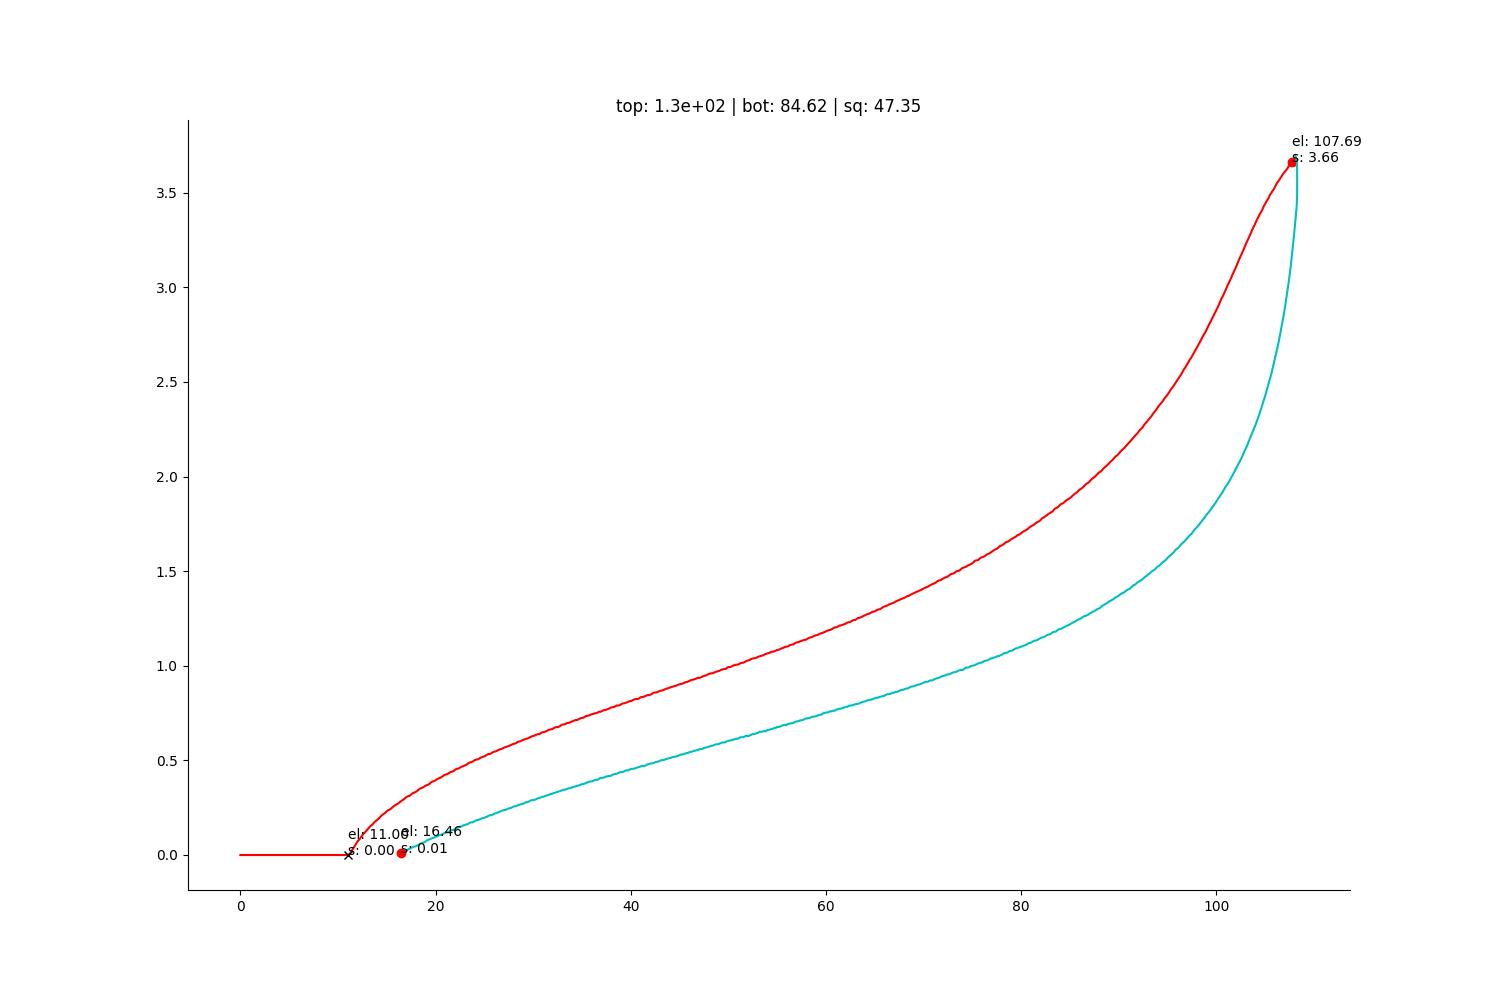 top: 1.3e+02 | bot: 84.62 | sq: 47.35
el: 107.69
s: 3.66
3.5
3.0
2.5
2.0
1.5
1.0
0.5
0.0
el: 11.00
s: 0.00
el: 16.46
s: 0.01
0 20 40 60 80 100